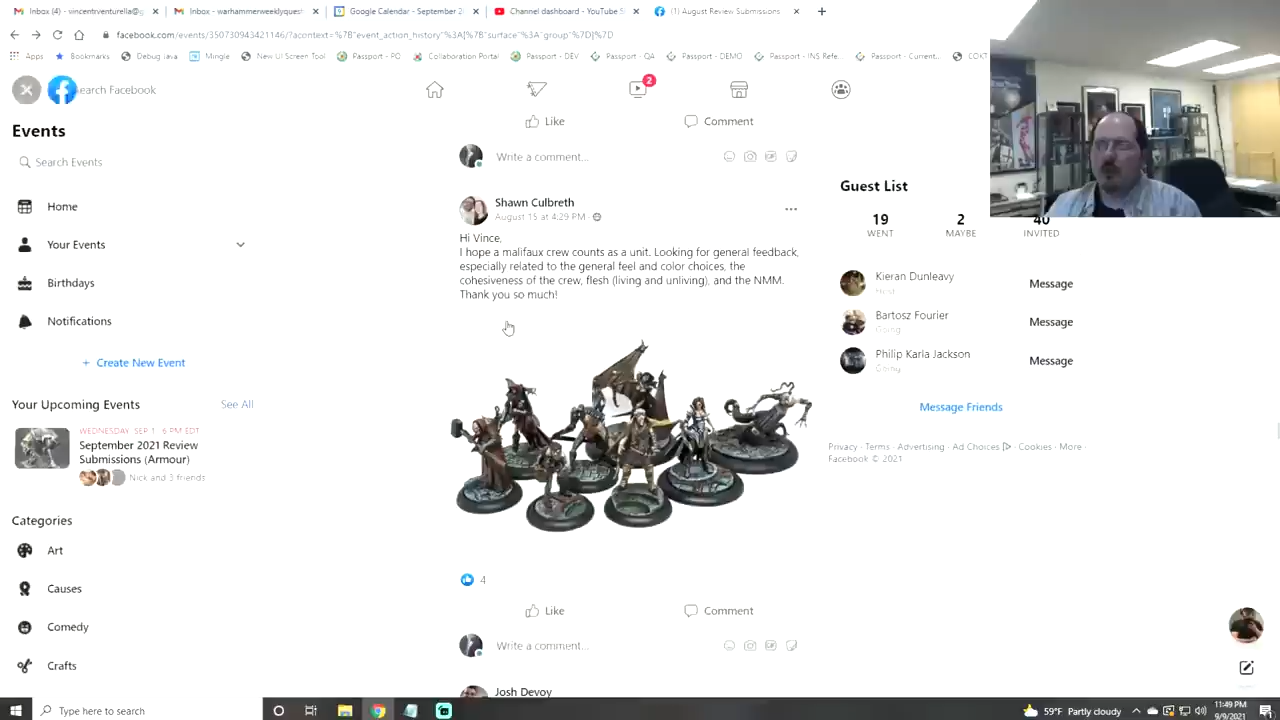 Inbox (4) - vincentrventurella@g
Inbox - warhammerweeklyquest
Google Calendar - September 2
Channel dashboard - YouTube S
(1) August Review Submissions
facebook.com/events/350730943421146/?acontext=%7B"event_action_history"%3A[%7B"surface"%3A"group"%7D]%7D
Apps
Bookmarks
Debug Java
Mingle
New UI Screen Tool
Passport - PO
Collaboration Portal
Passport - DEV
Passport - QA
Passport - DEMO
Passport - INS Refe...
Passport - Current...
Search Facebook
2
Events
Search Events
Home
Your Events
Birthdays
Notifications
+ Create New Event
Your Upcoming Events
See All
WEDNESDAY, SEP 1 · 6 PM EDT
September 2021 Review
Submissions (Armour)
Nick and 3 friends
Categories
Art
Causes
Comedy
Crafts
Like
Comment
Write a comment...
Shawn Culbreth
August 15 at 4:29 PM ·
Hi Vince,
I hope a malifaux crew counts as a unit. Looking for general feedback,
especially related to the general feel and color choices, the
cohesiveness of the crew, flesh (living and unliving), and the NMM.
Thank you so much!
4
Like
Comment
Write a comment...
Josh Devoy
Guest List
19
WENT
2
MAYBE
40
INVITED
Kieran Dunleavy
Host
Message
Bartosz Fourier
Going
Message
Philip Karla Jackson
Going
Message
Message Friends
Privacy · Terms · Advertising · Ad Choices · Cookies · More ·
Facebook © 2021
Type here to search
59°F Partly cloudy
11:49 PM
9/9/2021